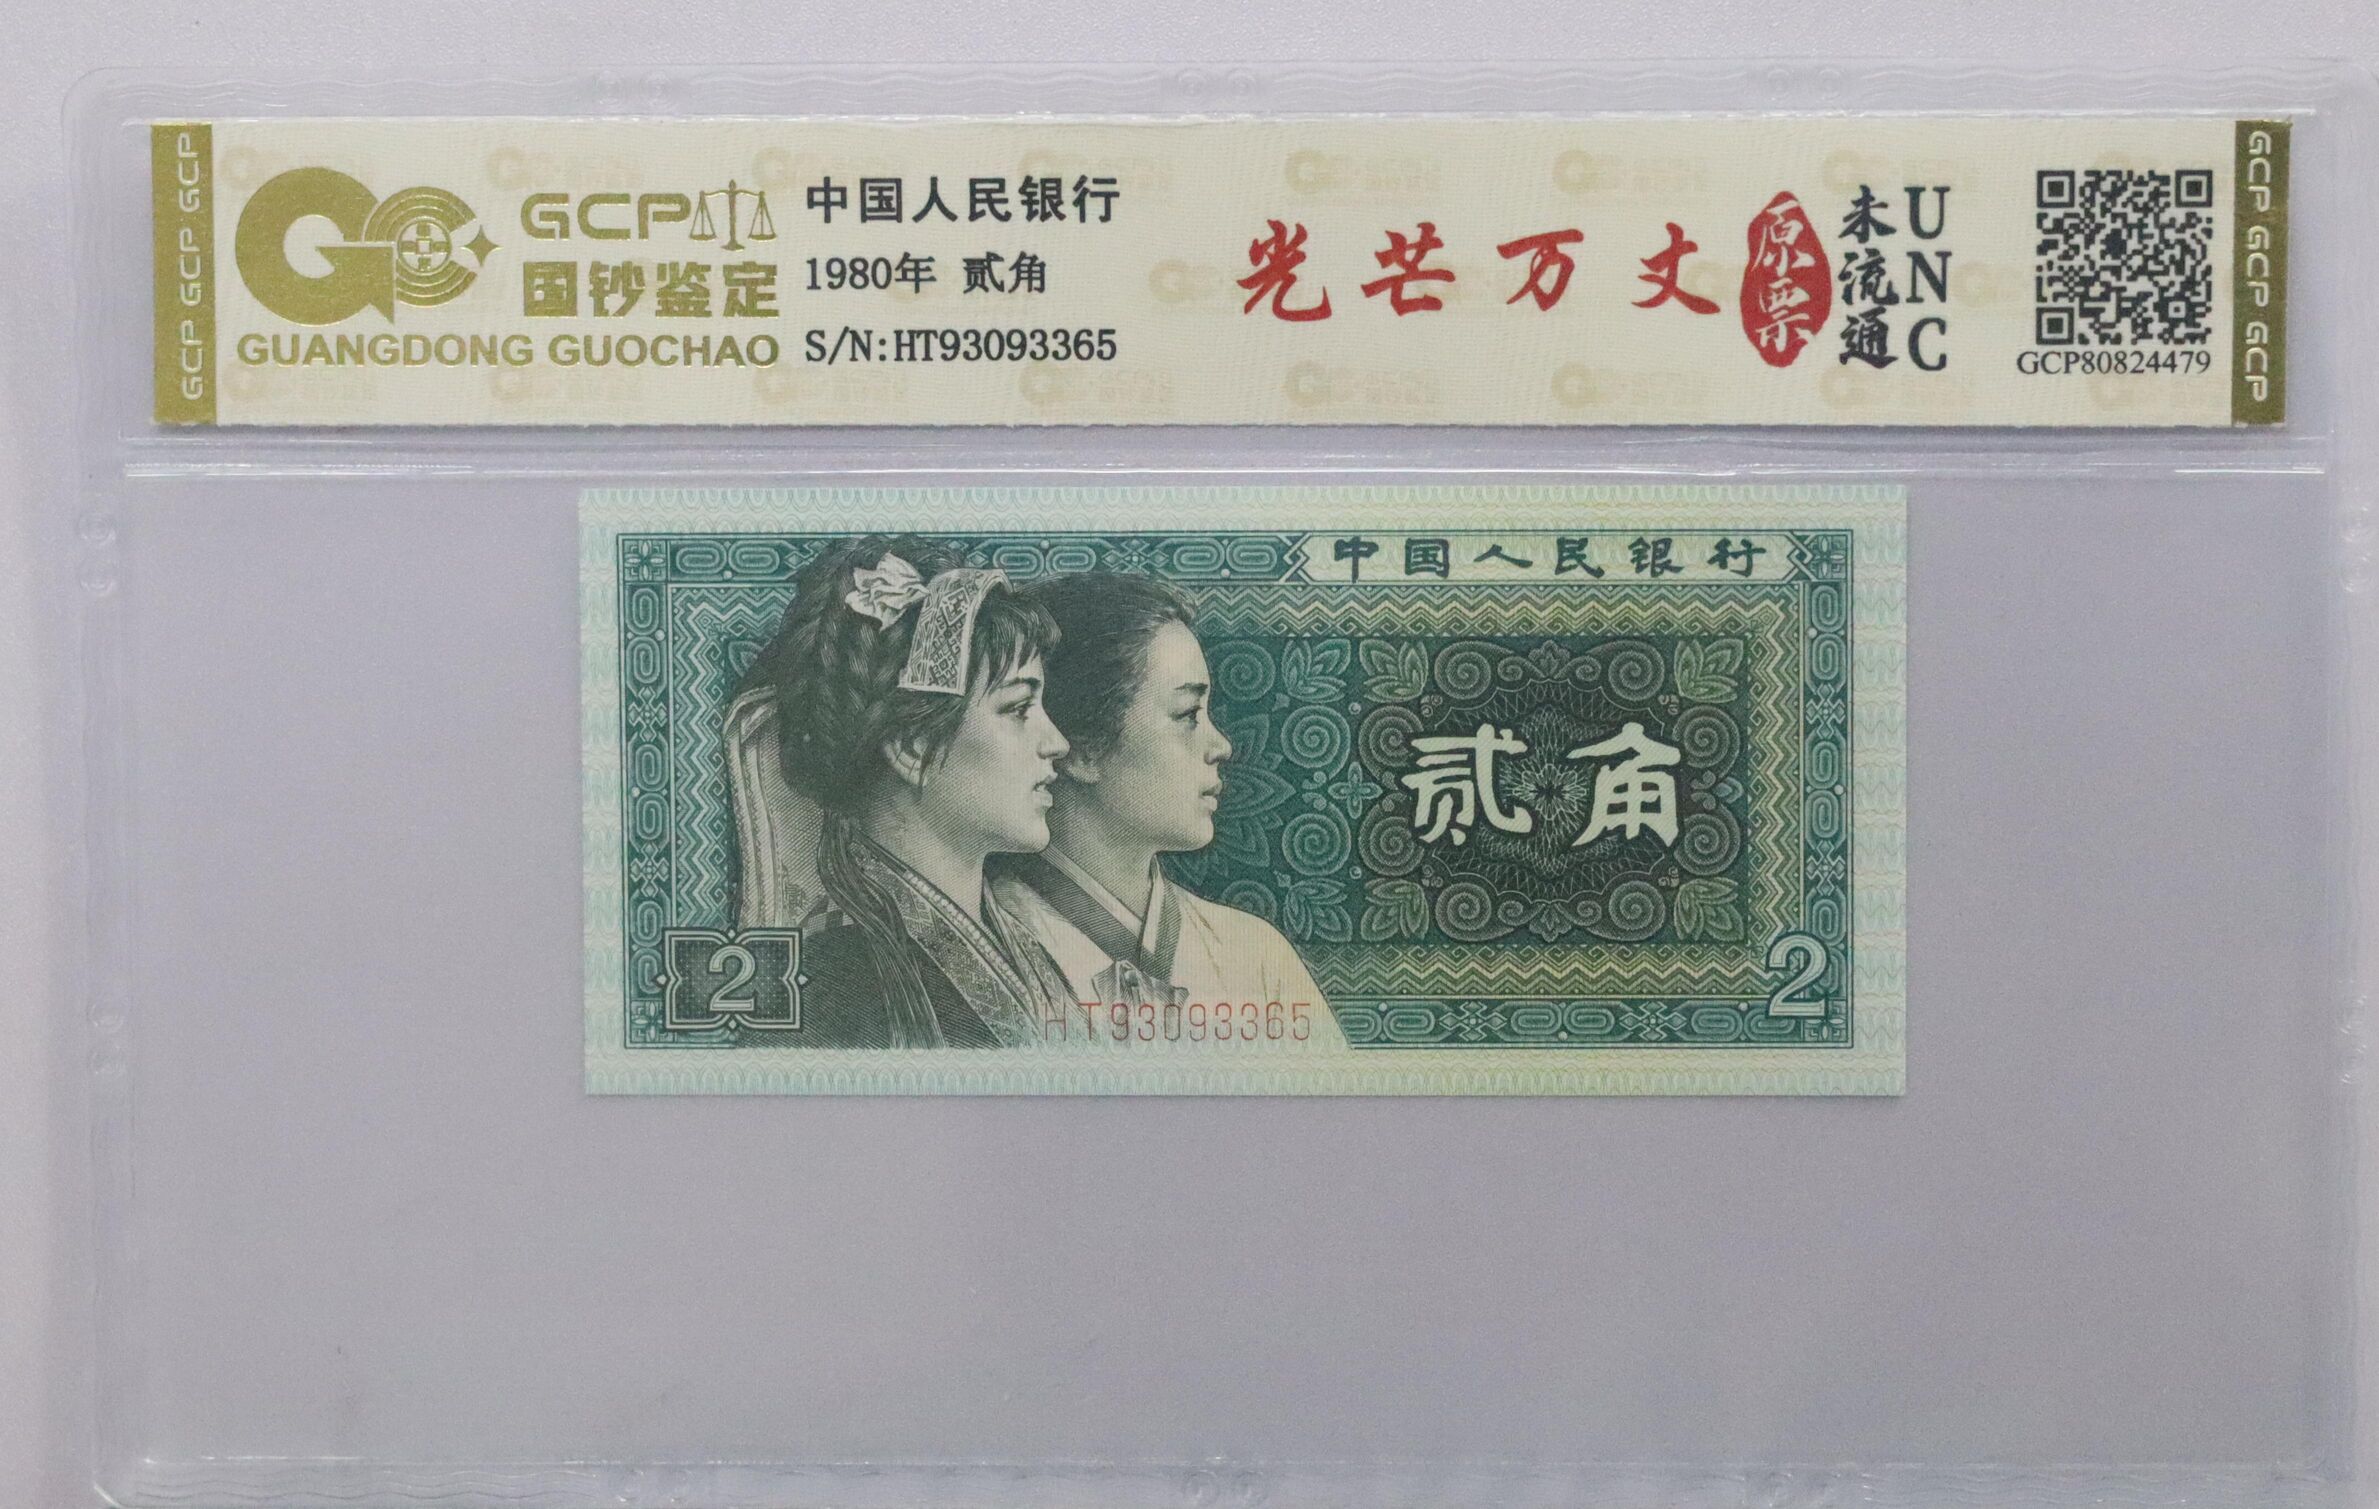 GCP GCP GCP
GCP
国钞鉴定
GUANGDONG GUOCHAO
中国人民银行
1980年 贰角
S/N:HT93093365
光芒万丈
原票
未流通
UNC
GCP80824479
GCP GCP GCP
中国人民银行
贰角
2
2
HT93093365